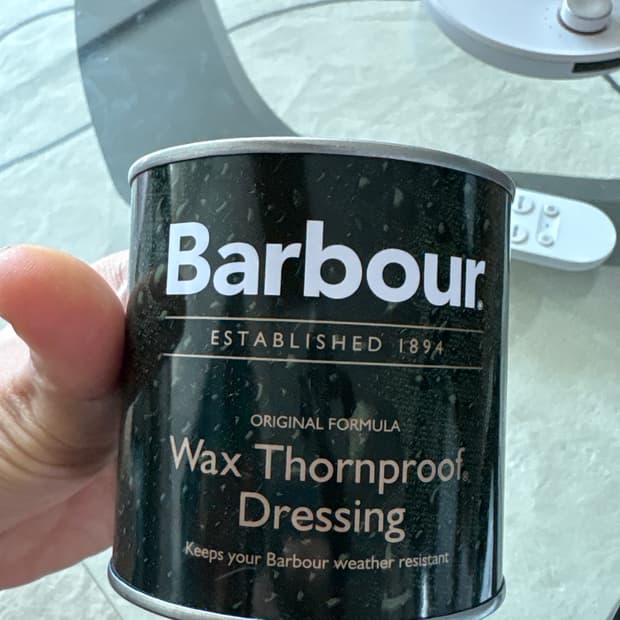 Barbour
ESTABLISHED 1894
ORIGINAL FORMULA
Wax Thornproof®
Dressing
Keeps your Barbour weather resistant